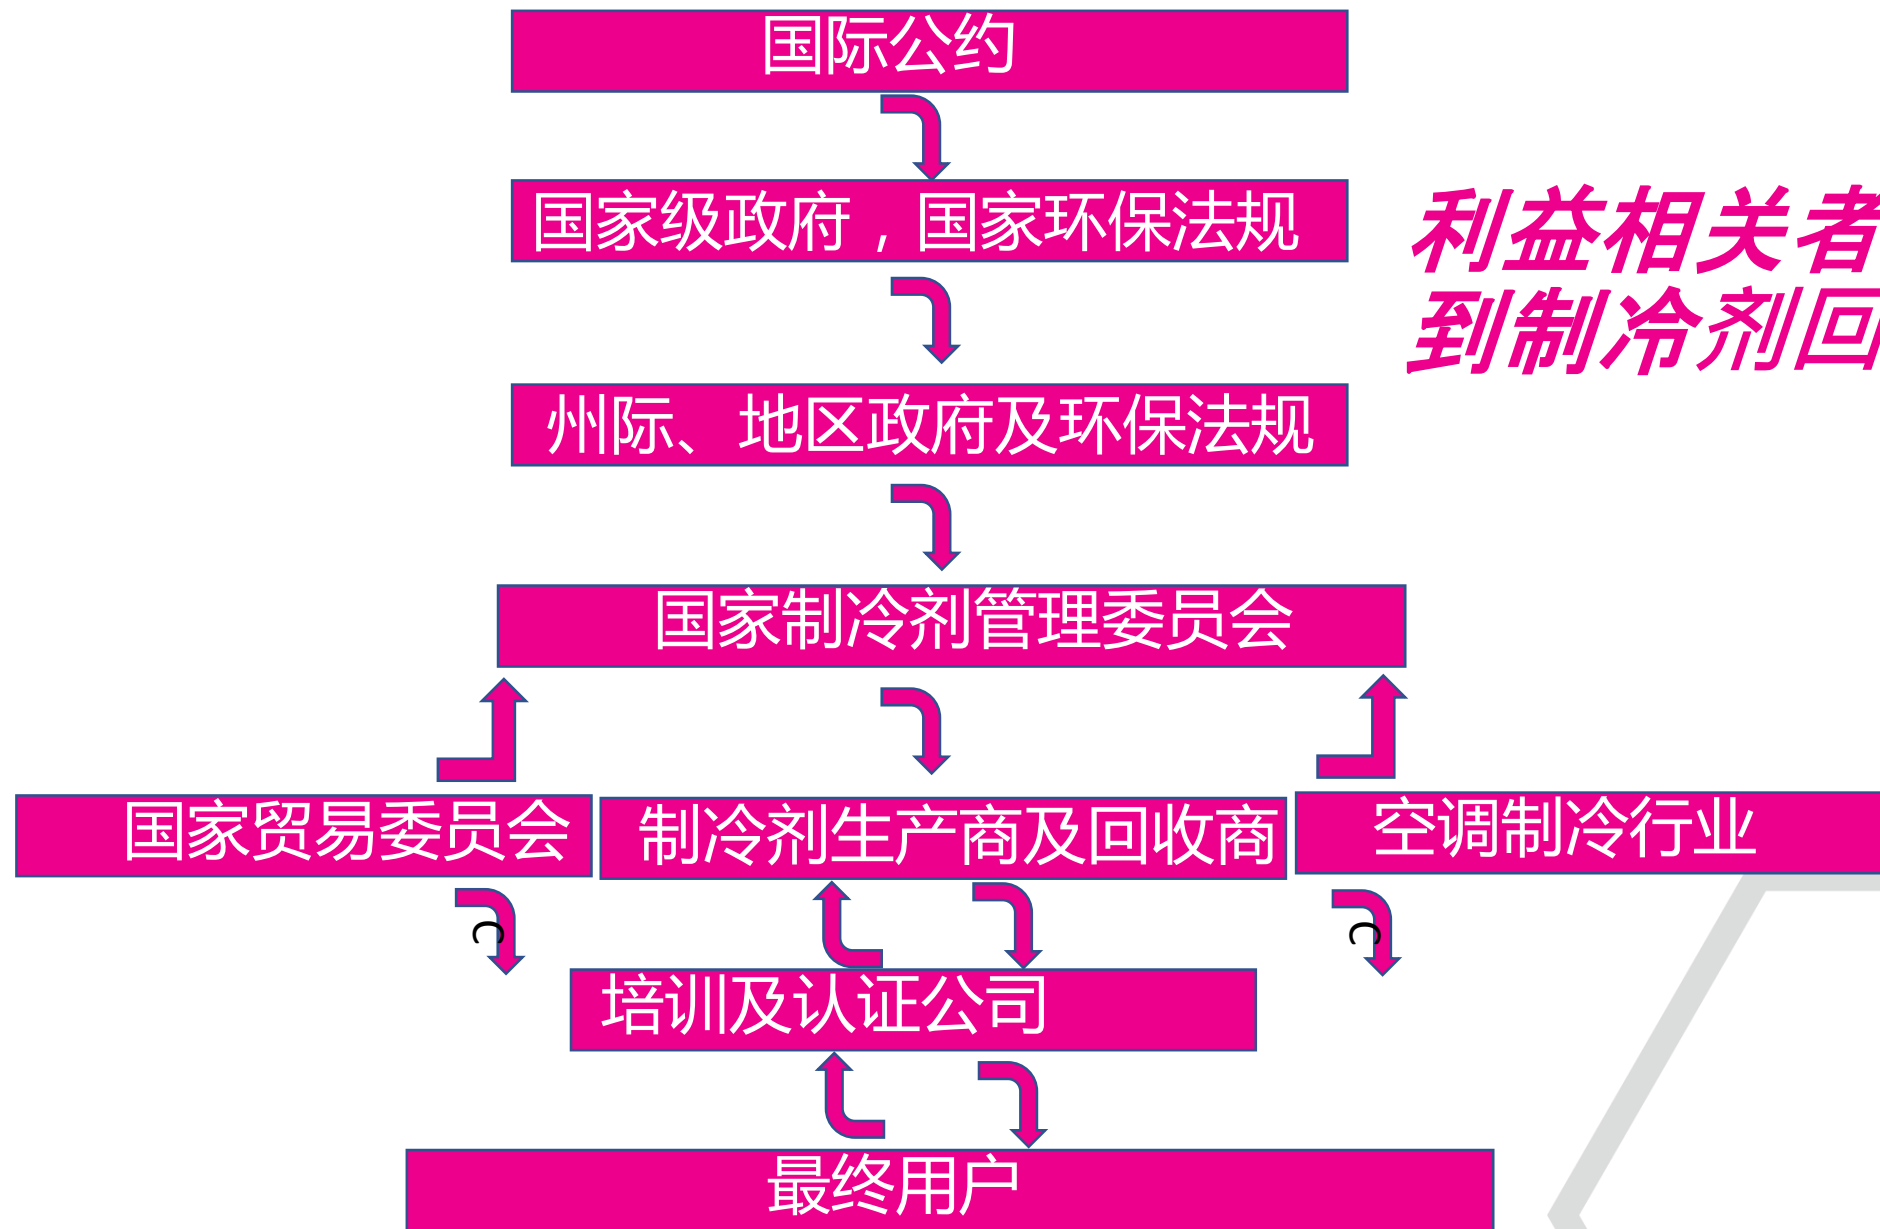 国际公约
国家级政府，国家环保法规
利益相关者
到制冷剂回
州际、地区政府及环保法规
国家制冷剂管理委员会
国家贸易委员会
制冷剂生产商及回收商
空调制冷行业
C
C
培训及认证公司
最终用户